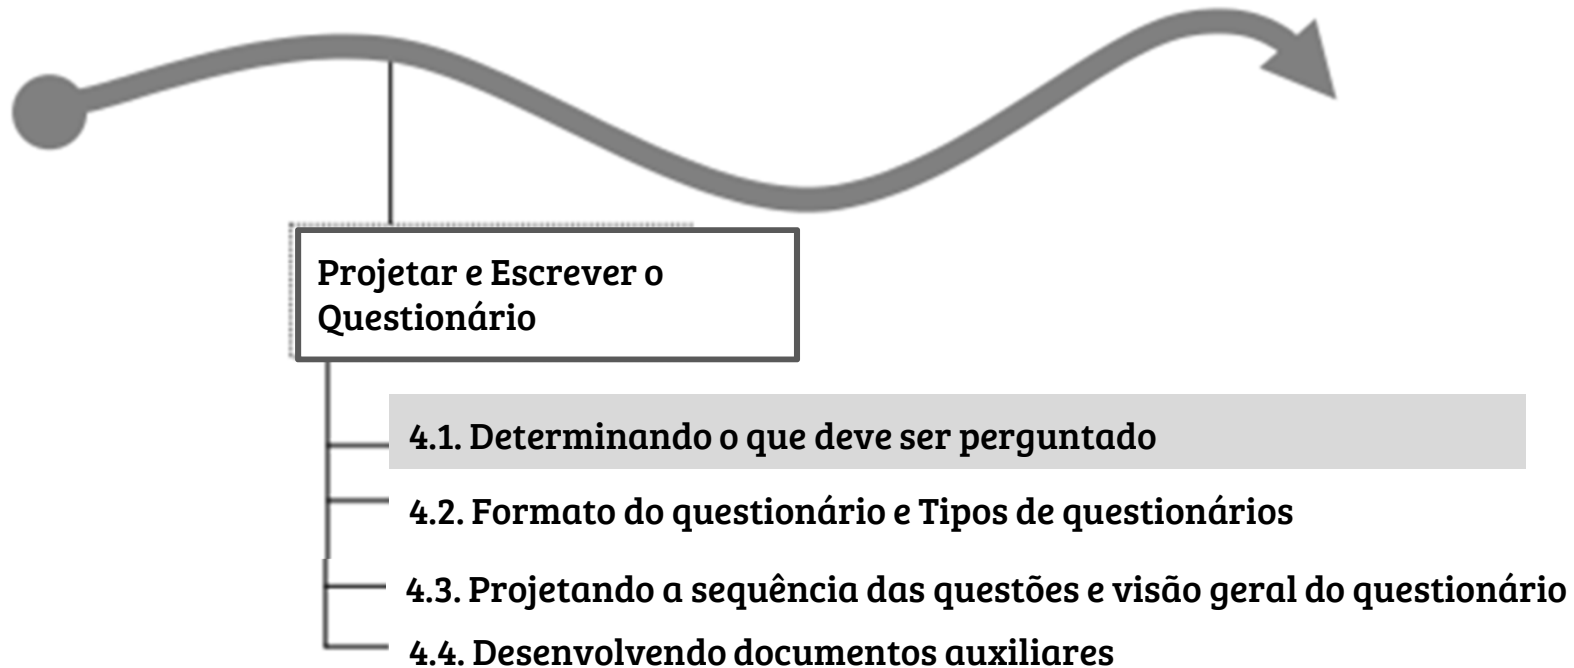 Projetar e Escrever o
Questionário
4.1. Determinando o que deve ser perguntado
4.2. Formato do questionário e Tipos de questionários
4.3. Projetando a sequência das questões e visão geral do questionário
4.4. Desenvolvendo documentos auxiliares